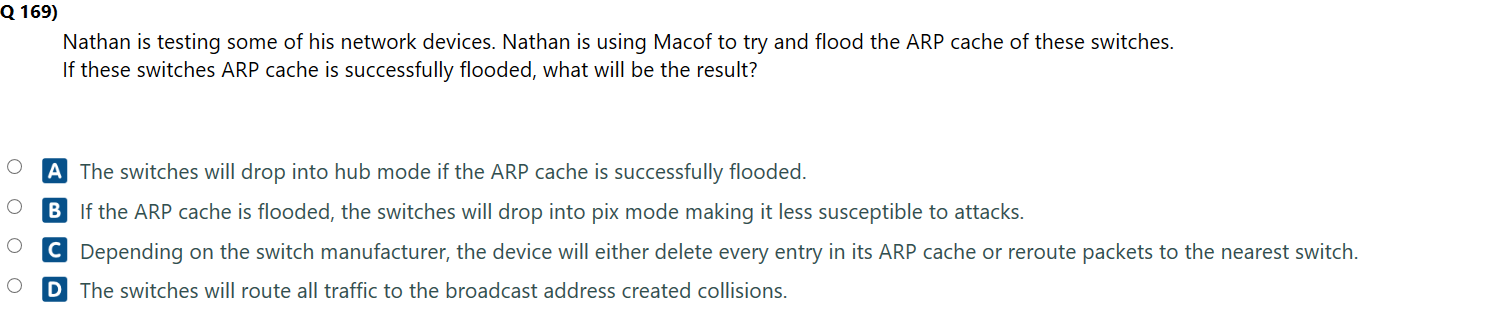 Q 169)
Nathan is testing some of his network devices. Nathan is using Macof to try and flood the ARP cache of these switches.
If these switches ARP cache is successfully flooded, what will be the result?
A The switches will drop into hub mode if the ARP cache is successfully flooded.
B If the ARP cache is flooded, the switches will drop into pix mode making it less susceptible to attacks.
C Depending on the switch manufacturer, the device will either delete every entry in its ARP cache or reroute packets to the nearest switch.
D The switches will route all traffic to the broadcast address created collisions.